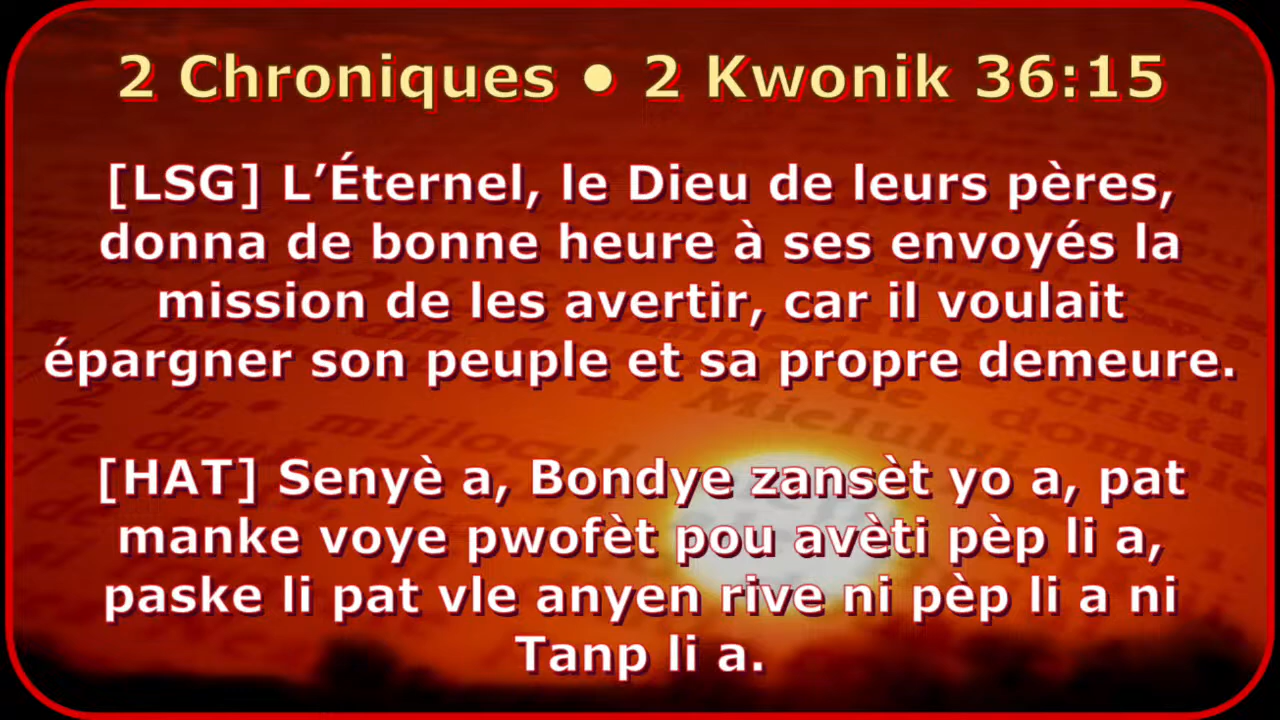 2 Chroniques • 2 Kwonik 36:15
[LSG] L’Éternel, le Dieu de leurs pères,
donna de bonne heure à ses envoyés la
mission de les avertir, car il voulait
épargner son peuple et sa propre demeure.
[HAT] Senyè a, Bondye zansèt yo a, pat
manke voye pwofèt pou avèti pèp li a,
paske li pat vle anyen rive ni pèp li a ni
Tanp li a.